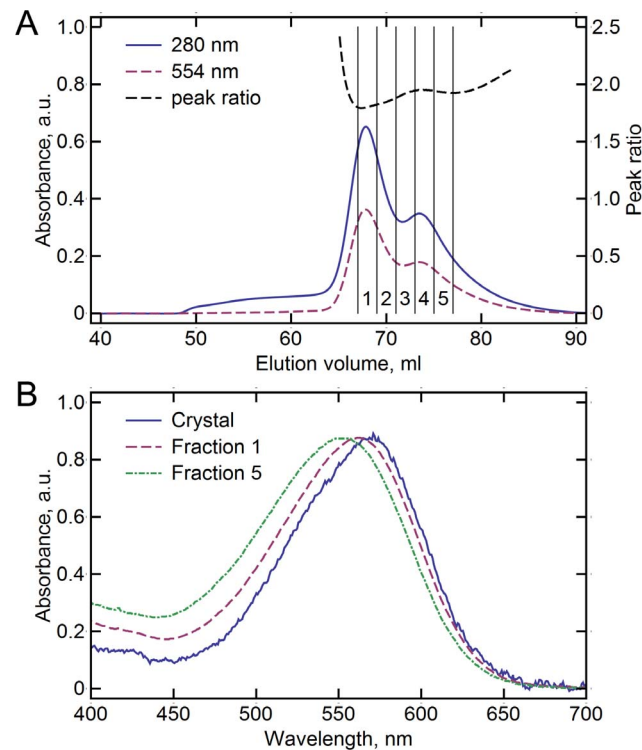 A
280 nm
554 nm
peak ratio
Absorbance, a.u.
1.0
0.8
0.6
0.4
0.2
0
2.5
2.0
1.5
1.0
0.5
0
Peak ratio
1 2 3 4 5
40 50 60 70 80 90
Elution volume, ml
B
Crystal
Fraction 1
Fraction 5
Absorbance, a.u.
1.0
0.8
0.6
0.4
0.2
0
400 450 500 550 600 650 700
Wavelength, nm